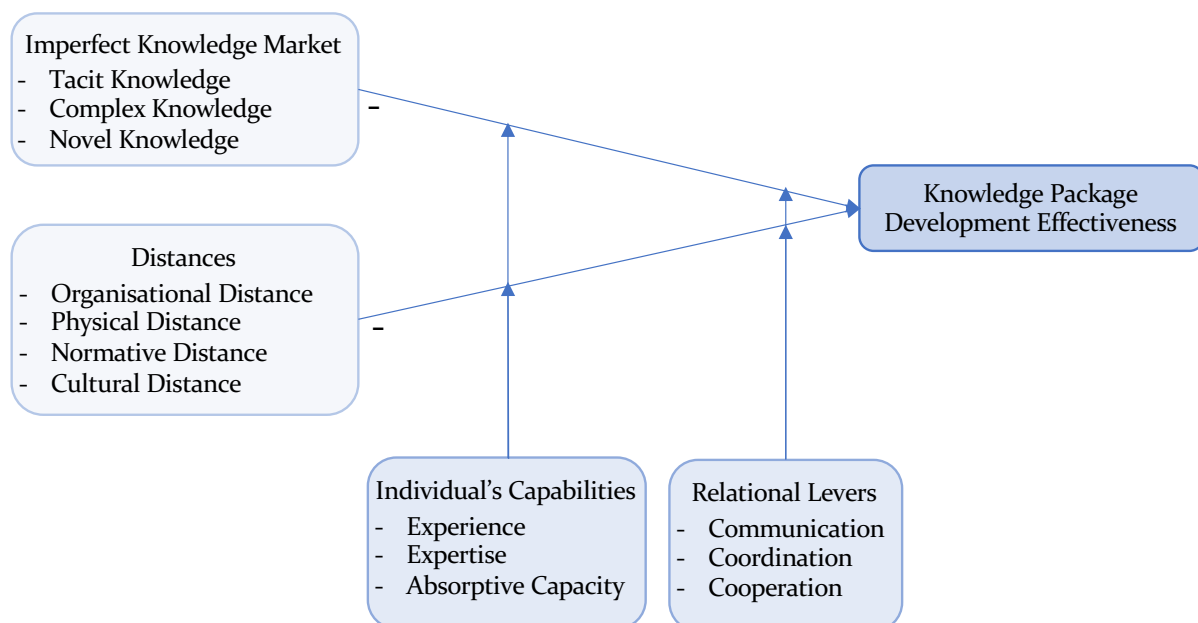 Imperfect Knowledge Market
- Tacit Knowledge
- Complex Knowledge
- Novel Knowledge
-
Knowledge Package
Development Effectiveness
Distances
- Organisational Distance
- Physical Distance
- Normative Distance
- Cultural Distance
-
Individual’s Capabilities
- Experience
- Expertise
- Absorptive Capacity
Relational Levers
- Communication
- Coordination
- Cooperation